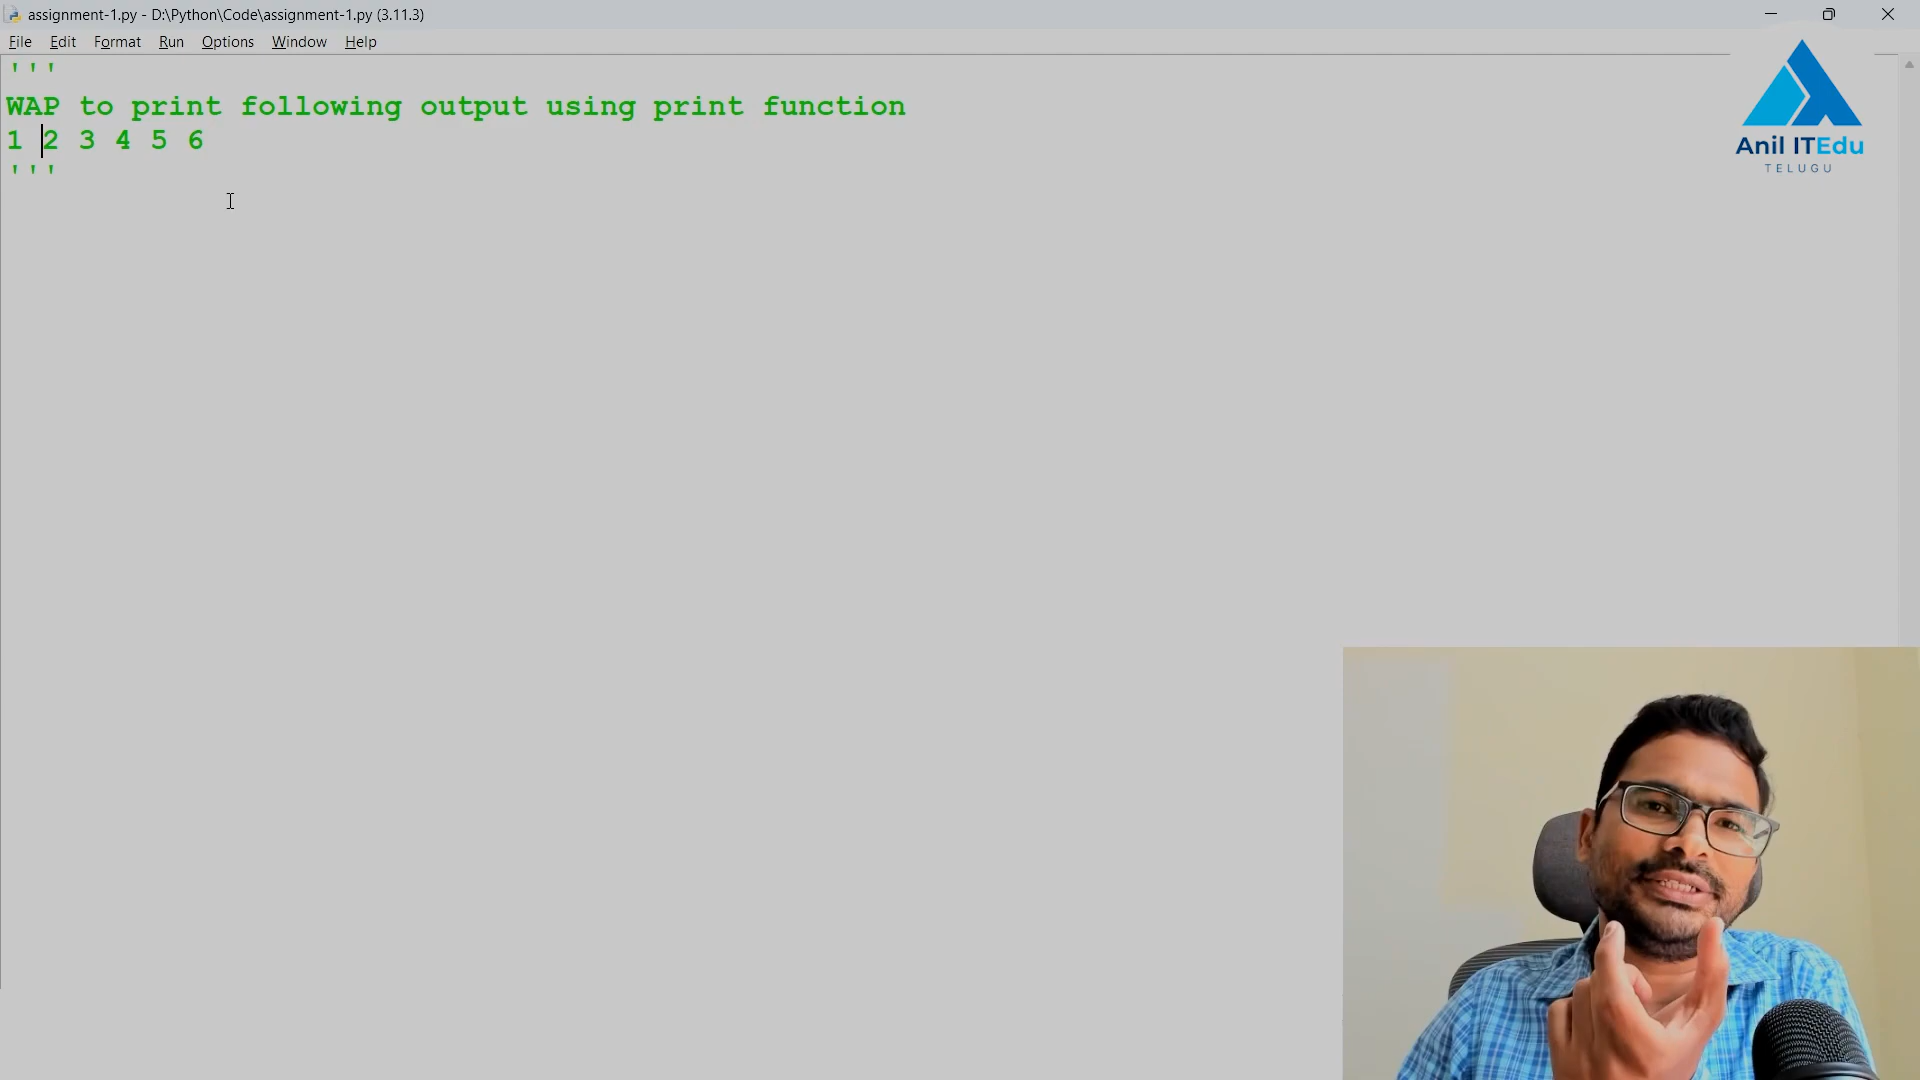 assignment-1.py - D:\Python\Code\assignment-1.py (3.11.3)
File Edit Format Run Options Window Help
'''
WAP to print following output using print function
1 2 3 4 5 6
'''
Anil ITEdu
TELUGU